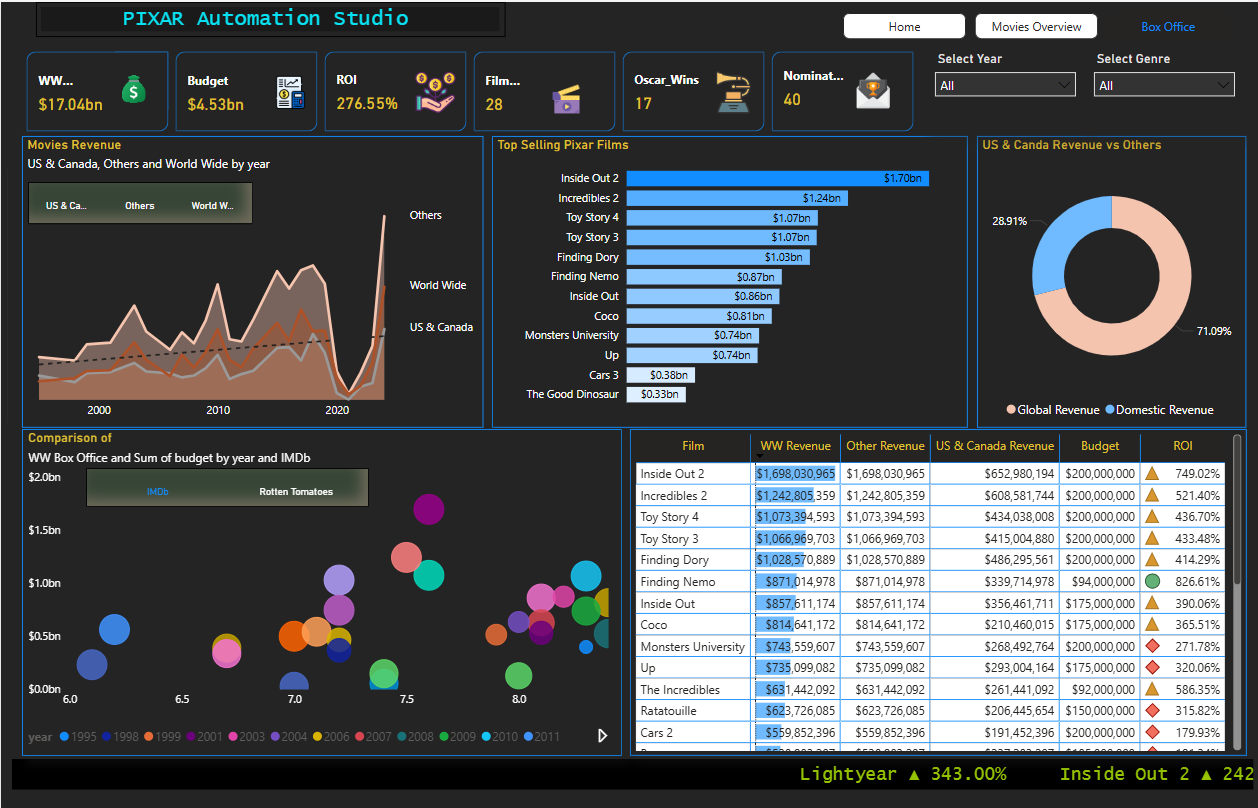 PIXAR Automation Studio
Home
Movies Overview
Box Office
WW...
$17.04bn
Budget
$4.53bn
ROI
276.55%
Film...
28
Oscar_Wins
17
Nominat...
40
Select Year
All
Select Genre
All
Movies Revenue
US & Canada, Others and World Wide by year
US & Ca...
Others
World W...
Others
World Wide
US & Canada
2000
2010
2020
Top Selling Pixar Films
Inside Out 2 $1.70bn
Incredibles 2 $1.24bn
Toy Story 4 $1.07bn
Toy Story 3 $1.07bn
Finding Dory $1.03bn
Finding Nemo $0.87bn
Inside Out $0.86bn
Coco $0.81bn
Monsters University $0.74bn
Up $0.74bn
Cars 3 $0.38bn
The Good Dinosaur $0.33bn
US & Canda Revenue vs Others
28.91%
71.09%
Global Revenue Domestic Revenue
Comparison of
WW Box Office and Sum of budget by year and IMDb
IMDb
Rotten Tomatoes
$2.0bn
$1.5bn
$1.0bn
$0.5bn
$0.0bn
6.0 6.5 7.0 7.5 8.0
year 1995 1998 1999 2001 2003 2004 2006 2007 2008 2009 2010 2011
Film WW Revenue Other Revenue US & Canada Revenue Budget ROI
Inside Out 2 $1,698,030,965 $1,698,030,965 $652,980,194 $200,000,000 749.02%
Incredibles 2 $1,242,805,359 $1,242,805,359 $608,581,744 $200,000,000 521.40%
Toy Story 4 $1,073,394,593 $1,073,394,593 $434,038,008 $200,000,000 436.70%
Toy Story 3 $1,066,969,703 $1,066,969,703 $415,004,880 $200,000,000 433.48%
Finding Dory $1,028,570,889 $1,028,570,889 $486,295,561 $200,000,000 414.29%
Finding Nemo $871,014,978 $871,014,978 $339,714,978 $94,000,000 826.61%
Inside Out $857,611,174 $857,611,174 $356,461,711 $175,000,000 390.06%
Coco $814,641,172 $814,641,172 $210,460,015 $175,000,000 365.51%
Monsters University $743,559,607 $743,559,607 $268,492,764 $200,000,000 271.78%
Up $735,099,082 $735,099,082 $293,004,164 $175,000,000 320.06%
The Incredibles $631,442,092 $631,442,092 $261,441,092 $92,000,000 586.35%
Ratatouille $623,726,085 $623,726,085 $206,445,654 $150,000,000 315.82%
Cars 2 $559,852,396 $559,852,396 $191,452,396 $200,000,000 179.93%
Lightyear ▲ 343.00% Inside Out 2 ▲ 242